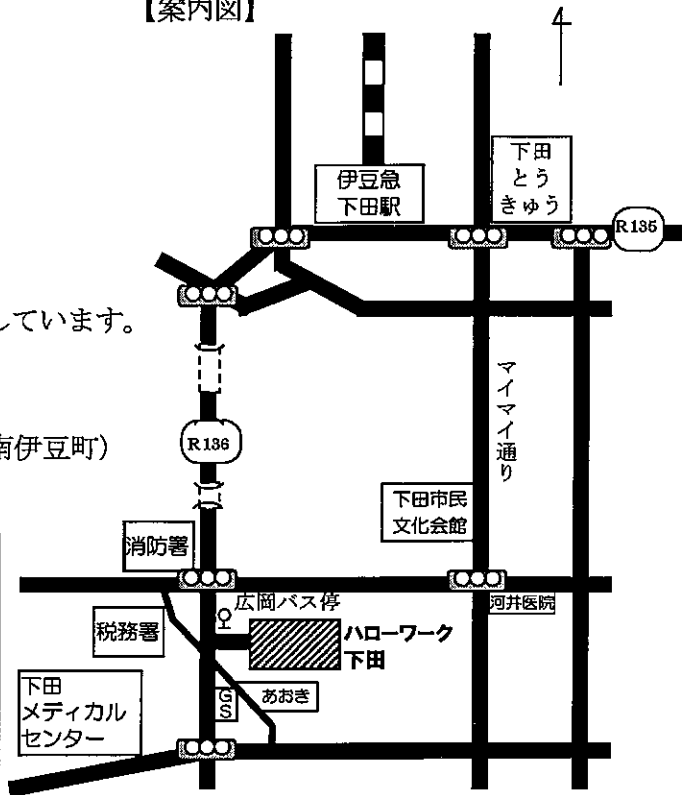 【案内図】
伊豆急
下田駅
下田
とう
きゅう
R135
しています。
マイマイ通り
R136
南伊豆町)
下田市民
文化会館
消防署
広岡バス停
河井医院
税務署
ハローワーク
下田
下田
メディカル
センター
GS
あおき